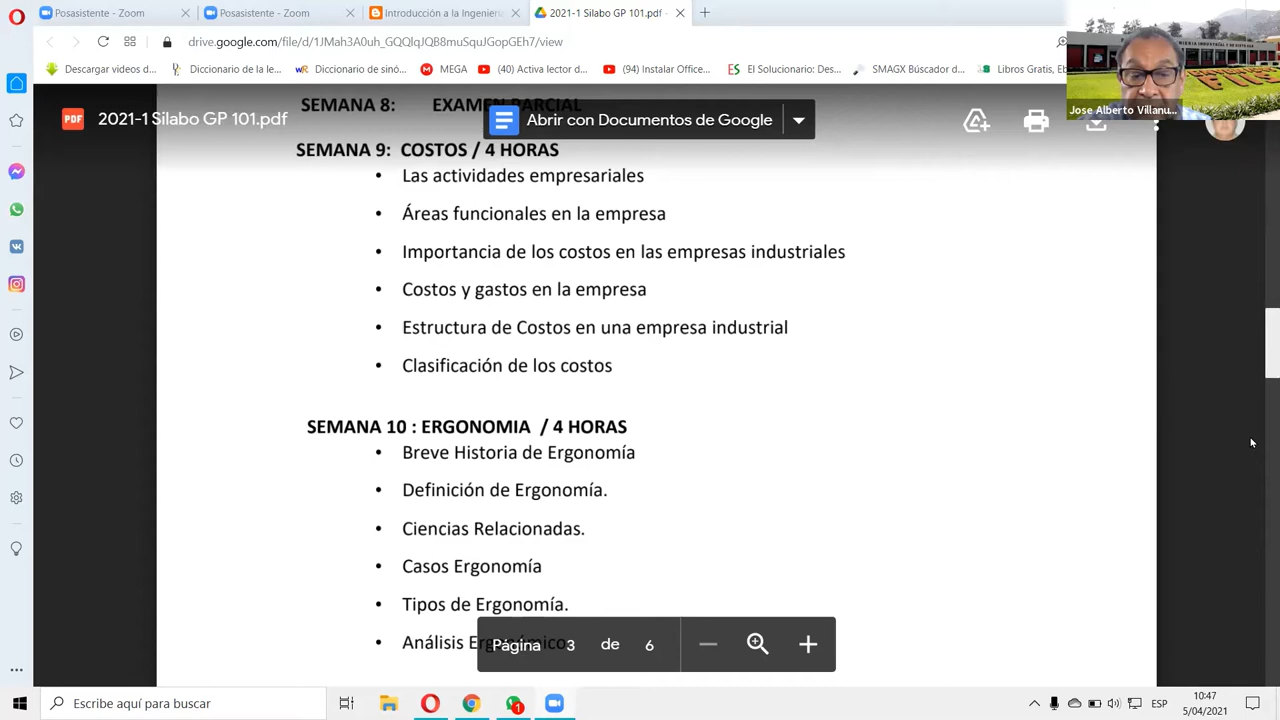 Posasistente - Zoom
Posasistente - Zoom
Introducción a la Ingeniería
2021-1 Silabo GP 101.pdf -
drive.google.com/file/d/1JMah3A0uh_GQQIqJQB8muSquJGopGEh7/view
Descargar videos d...
Diccionario de la le...
Diccionario de sinó...
MEGA
(40) Activa lector d...
(94) Instalar Office...
El Solucionario: Des...
SMAGX Búscador d...
Libros Gratis, Eb
Jose Alberto Villanu...
PDF
2021-1 Silabo GP 101.pdf
Abrir con Documentos de Google
SEMANA 8: EXAMEN PARCIAL
SEMANA 9: COSTOS / 4 HORAS
• Las actividades empresariales
• Áreas funcionales en la empresa
• Importancia de los costos en las empresas industriales
• Costos y gastos en la empresa
• Estructura de Costos en una empresa industrial
• Clasificación de los costos
SEMANA 10 : ERGONOMIA / 4 HORAS
• Breve Historia de Ergonomía
• Definición de Ergonomía.
• Ciencias Relacionadas.
• Casos Ergonomía
• Tipos de Ergonomía.
• Análisis Ergonómico
Página 3 de 6
Escribe aquí para buscar
1
ESP
10:47
5/04/2021